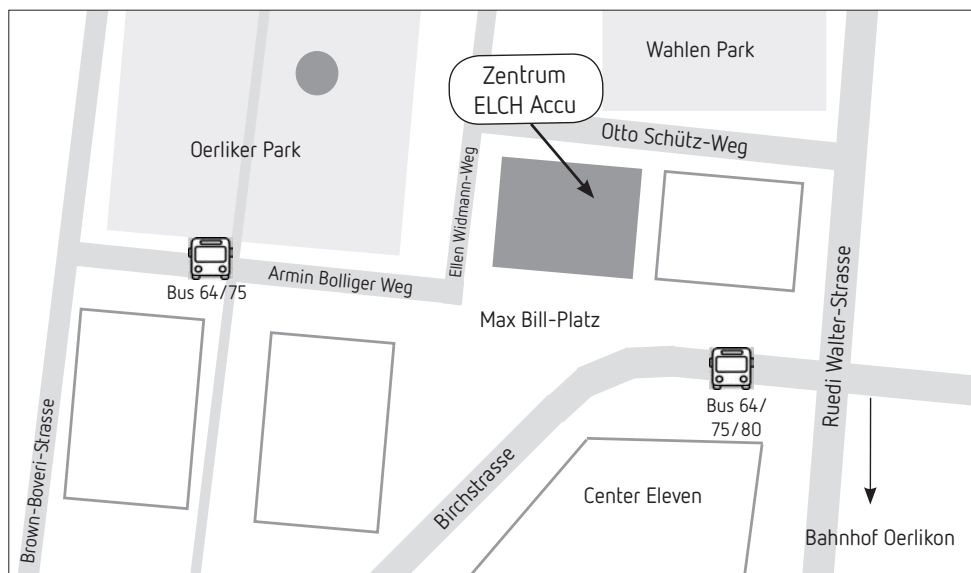 Wahlen Park
Zentrum
ELCH Accu
Otto Schütz-Weg
Oerliker Park
Ellen Widmann-Weg
Armin Bolliger Weg
Bus 64/75
Max Bill-Platz
Ruedi Walter-Strasse
Bus 64/
75/80
Brown-Boveri-Strasse
Birchstrasse
Center Eleven
Bahnhof Oerlikon